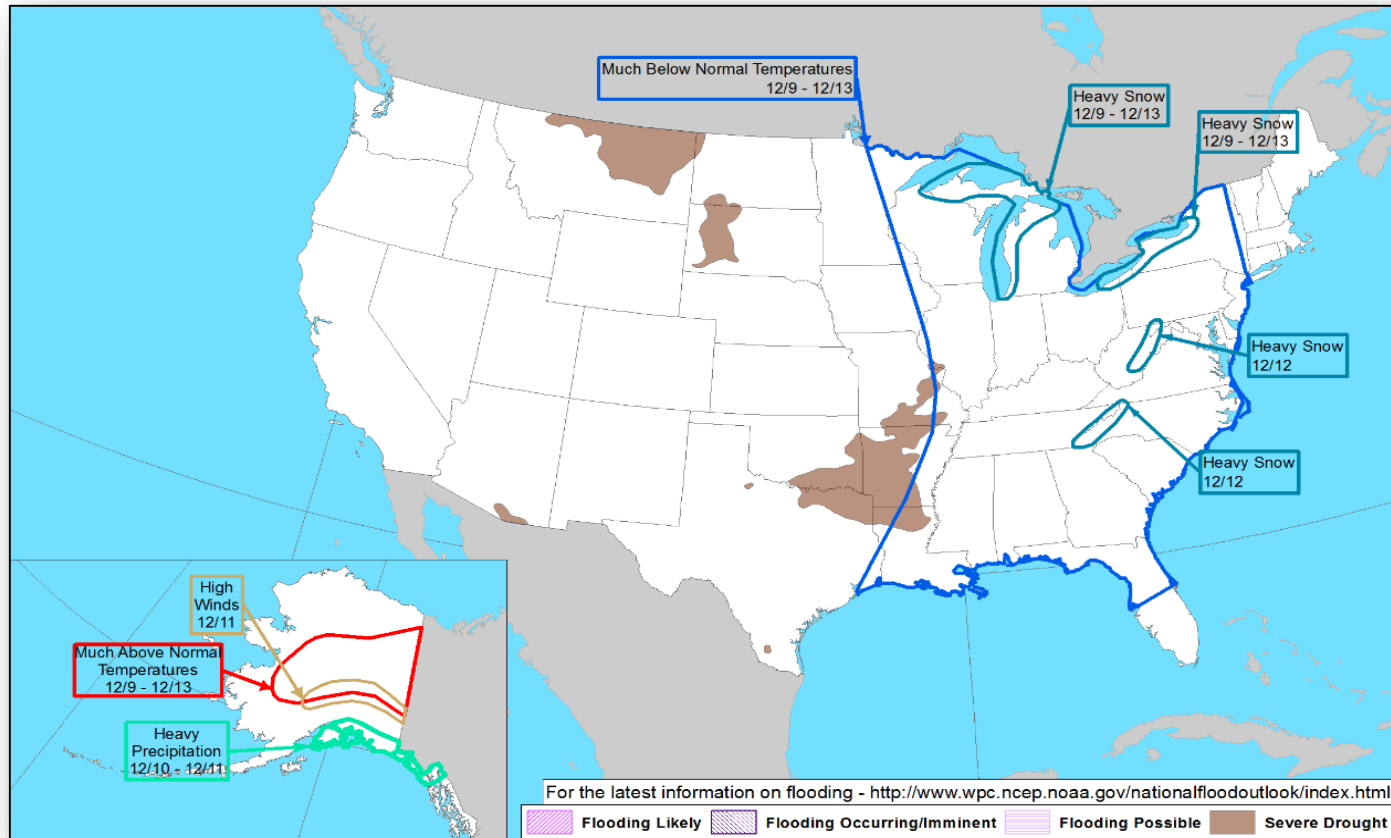 Much Below Normal Temperatures
12/9 - 12/13
Heavy Snow
12/9 - 12/13
Heavy Snow
12/9 - 12/13
Heavy Snow
12/12
Heavy Snow
12/12
High
Winds
12/11
Much Above Normal
Temperatures
12/9 - 12/13
Heavy
Precipitation
12/10 - 12/11
For the latest information on flooding - http://www.wpc.ncep.noaa.gov/nationalfloodoutlook/index.html
Flooding Likely Flooding Occurring/Imminent Flooding Possible Severe Drought